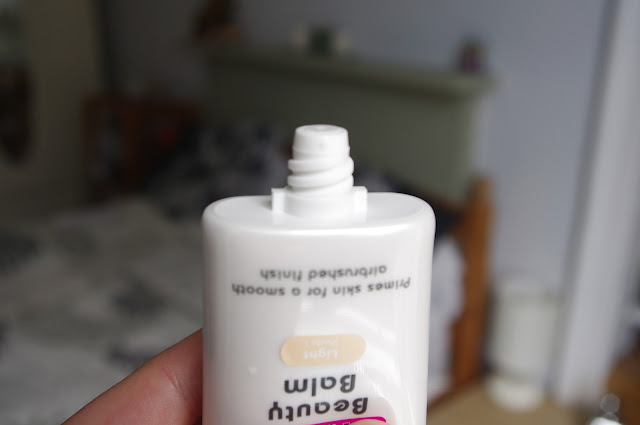 Beauty
Balm
Light
Primes skin for a smooth
airbrushed finish